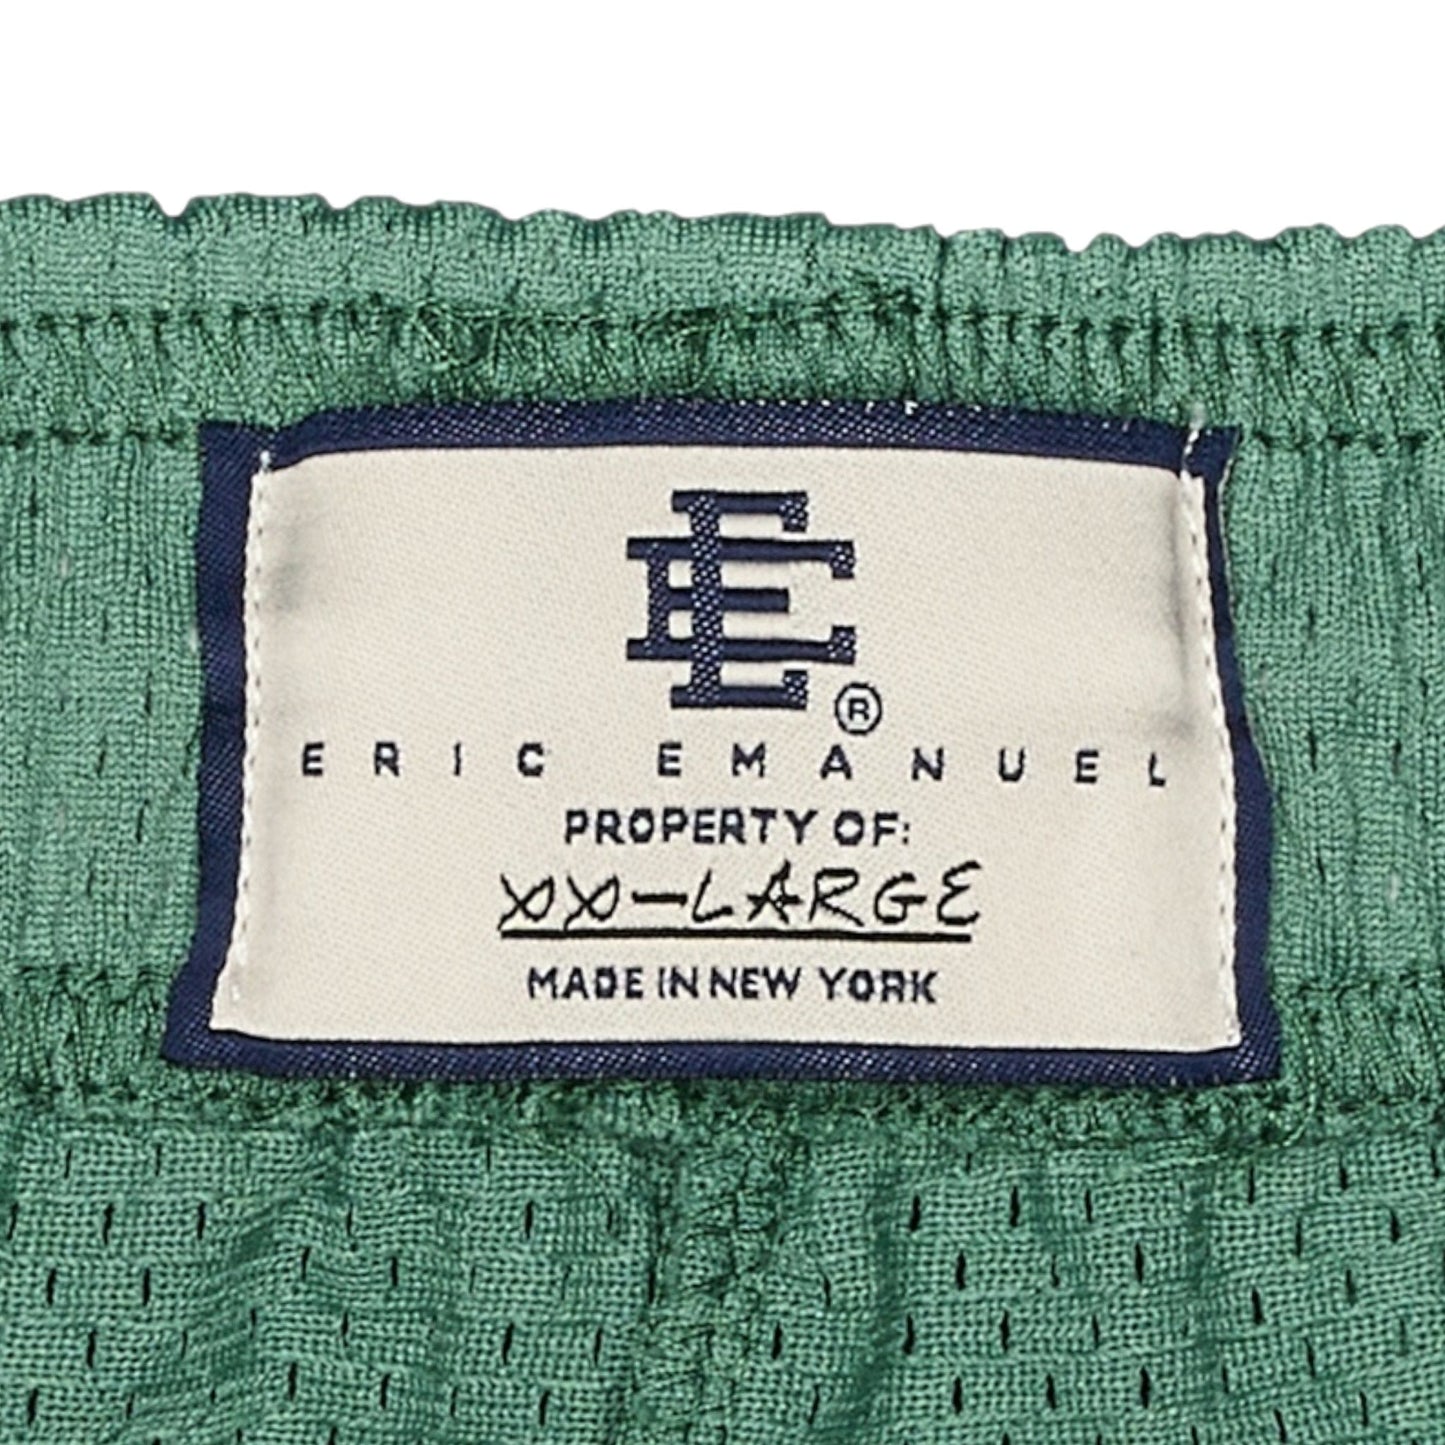 EE®
ERIC EMANUEL
PROPERTY OF:
XX-LARGE
MADE IN NEW YORK